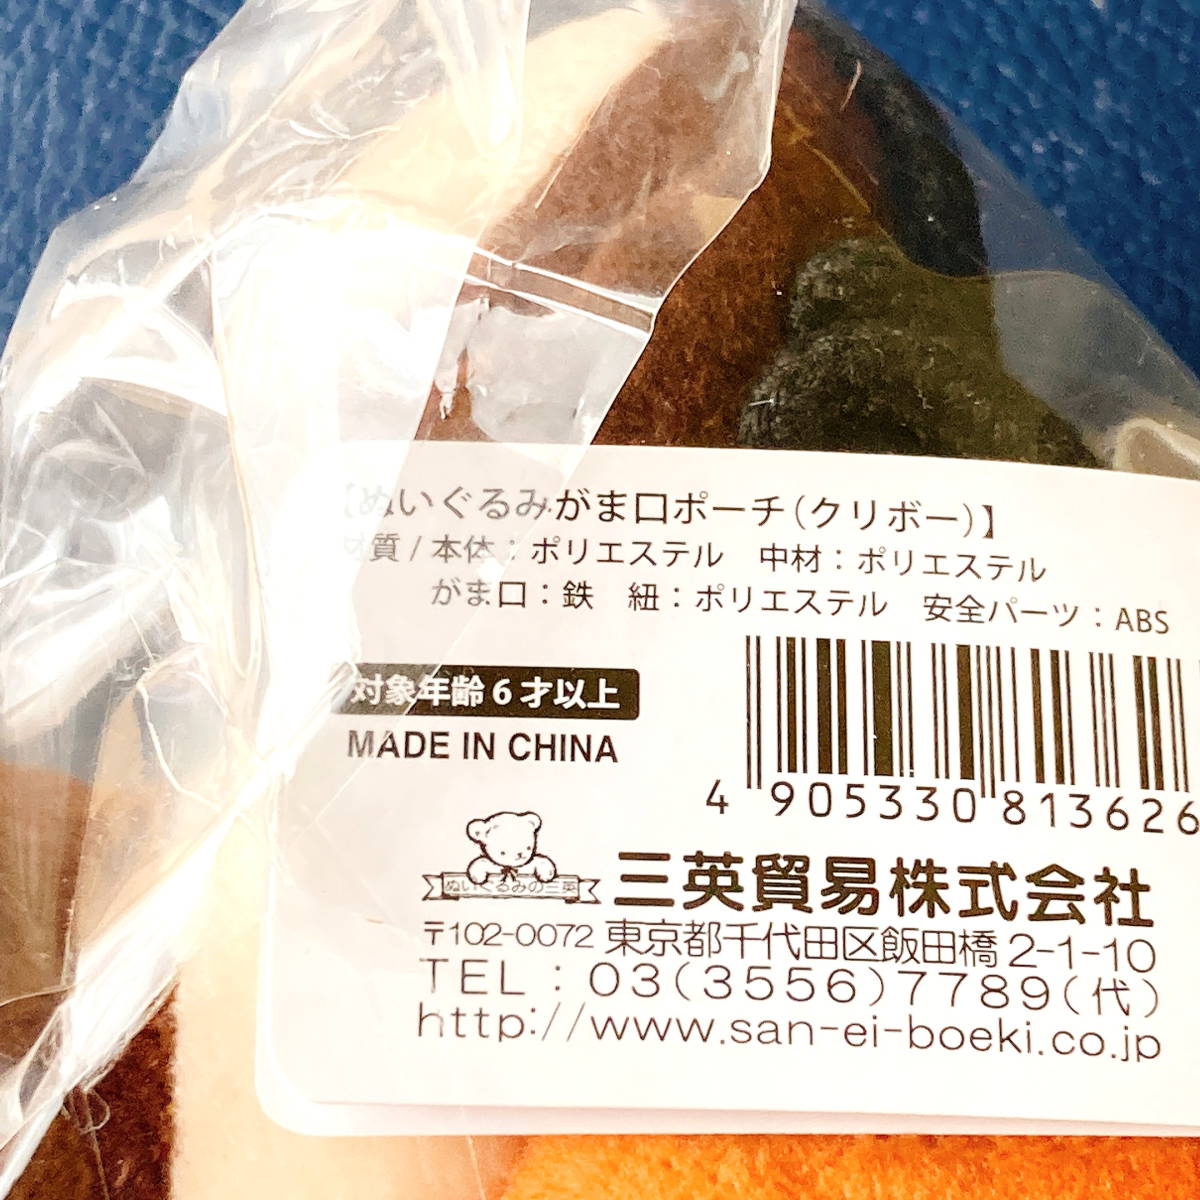 【ぬいぐるみがま口ポーチ(クリボー)】
材質/本体：ポリエステル　中材：ポリエステル
がま口：鉄　紐：ポリエステル　安全パーツ：ABS
対象年齢6才以上
MADE IN CHINA
4 905330 813626
ぬいぐるみの三英
三英貿易株式会社
〒102-0072 東京都千代田区飯田橋2-1-10
TEL : 03(3556)7789(代)
http://www.san-ei-boeki.co.jp